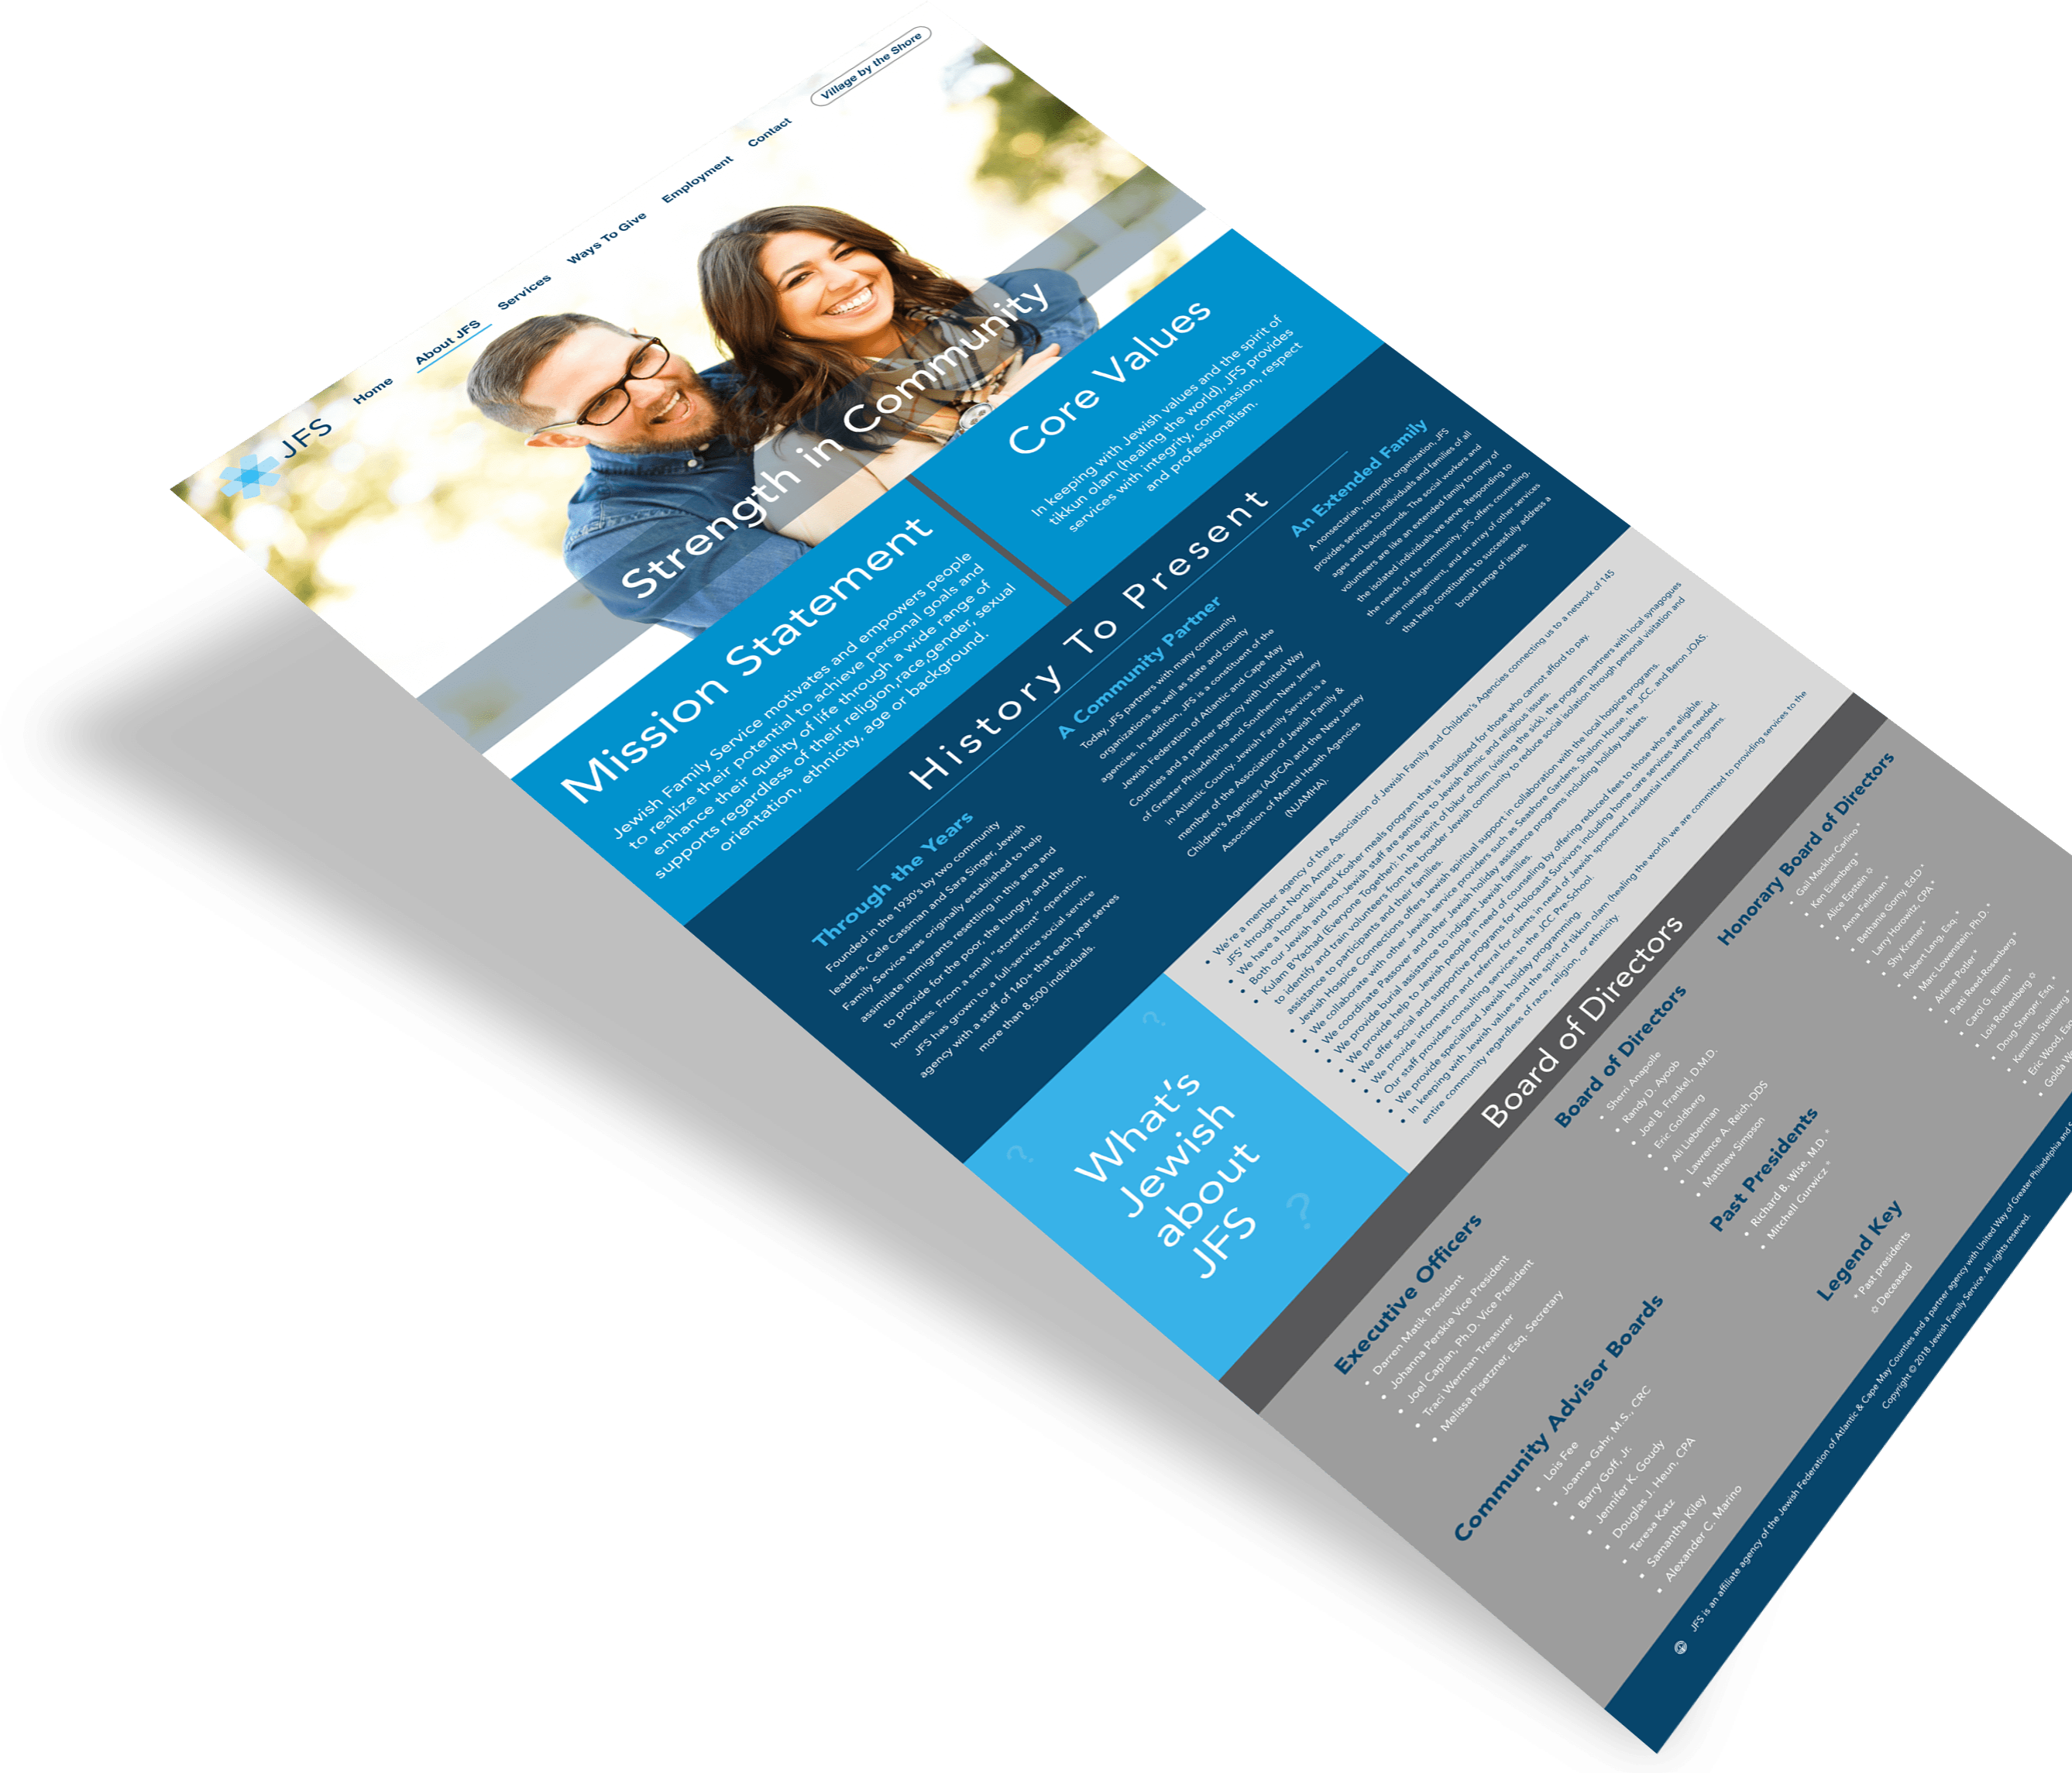 JFS
Home
About JFS
Services
Ways To Give
Employment
Contact
Village by the Shore
Strength in Community
Mission Statement
Jewish Family Service motivates and empowers people
to realize their potential to achieve personal goals and
enhance their quality of life through a wide range of
supports regardless of their religion,race,gender, sexual
orientation, ethnicity, age or background.
Core Values
In keeping with Jewish values and the spirit of
tikkun olam (healing the world), JFS provides
services with integrity, compassion, respect
and professionalism.
History To Present
Through the Years
Founded in the 1930's by two community
leaders, Cele Cassman and Sara Singer, Jewish
Family Service was originally established to help
assimilate immigrants resettling in this area and
to provide for the poor, the hungry, and the
homeless. From a small "storefront" operation,
JFS has grown to a full-service social service
agency with a staff of 140+ that each year serves
more than 8,500 individuals.
A Community Partner
Today, JFS partners with many community
organizations as well as state and county
agencies. In addition, JFS is a constituent of the
Jewish Federation of Atlantic and Cape May
Counties and a partner agency with United Way
of Greater Philadelphia and Southern New Jersey
in Atlantic County. Jewish Family Service is a
member of the Association of Jewish Family &
Children's Agencies (AJFCA) and the New Jersey
Association of Mental Health Agencies
(NJAMHA).
An Extended Family
A nonsectarian, nonprofit organization, JFS
provides services to individuals and families of all
ages and backgrounds. The social workers and
volunteers are like an extended family to many of
the isolated individuals we serve. Responding to
the needs of the community, JFS offers counseling,
case management, and an array of other services
that help constituents to successfully address a
broad range of issues.
What's
Jewish
about
JFS
?
?
?
• We're a member agency of the Association of Jewish Family and Children's Agencies connecting us to a network of 145
JFS' throughout North America.
• We have a home-delivered Kosher meals program that is subsidized for those who cannot afford to pay.
• Both our Jewish and non-Jewish staff are sensitive to Jewish ethnic and religious issues.
• Kulam B'Yachad (Everyone Together): In the spirit of bikur cholim (visiting the sick), the program partners with local synagogues
to identify and train volunteers from the broader Jewish community to reduce social isolation through personal visitation and
assistance to participants and their families.
• Jewish Hospice Connections offers Jewish spiritual support in collaboration with the local hospice programs.
• We collaborate with other Jewish service providers such as Seashore Gardens, Shalom House, the JCC, and Beron JOAS.
• We coordinate Passover and other Jewish holiday assistance programs including holiday baskets.
• We provide burial assistance to indigent Jewish families.
• We provide help to Jewish people in need of counseling by offering reduced fees to those who are eligible.
• We offer social and supportive programs for Holocaust Survivors including home care services where needed.
• We provide information and referral for clients in need of Jewish sponsored residential treatment programs.
• Our staff provides consulting services to the JCC Pre-School.
• We provide specialized Jewish holiday programming.
• In keeping with Jewish values and the spirit of tikkun olam (healing the world) we are committed to providing services to the
entire community regardless of race, religion, or ethnicity.
Board of Directors
Executive Officers
• Darren Matik President
• Johanna Perskie Vice President
• Joel Caplan, Ph.D. Vice President
• Traci Werman Treasurer
• Melissa Pisetzner, Esq. Secretary
Board of Directors
• Sherri Anapolle
• Randy D. Ayoob
• Joel B. Frankel, D.M.D.
• Eric Goldberg
• Ali Lieberman
• Lawrence A. Reich, DDS
• Matthew Simpson
Honorary Board of Directors
• Gail Mackler-Carlino *
• Ken Eisenberg *
• Alice Epstein ✡
• Anna Feldman *
• Bethanie Gorny, Ed.D *
• Larry Horowitz, CPA *
• Shy Kramer *
• Robert Lang, Esq. *
• Marc Lowenstein, Ph.D. *
• Arlene Potler *
• Patti Reed-Rosenberg *
• Carol G. Rimm *
• Lois Rothenberg ✡
• Doug Stanger, Esq. *
• Kenneth Steinberg
• Eric Wood,
• Golda
Community Advisor Boards
• Lois Fee
• Joanne Gahr, M.S., CRC
• Barry Goff, Jr.
• Jennifer K. Goudy
• Douglas J. Heun, CPA
• Teresa Katz
• Samantha Kiley
• Alexander C. Marino
Past Presidents
• Richard B. Wise, M.D. *
• Mitchell Gurwicz *
Legend Key
* Past presidents
✡ Deceased
JFS is an affiliate agency of the Jewish Federation of Atlantic & Cape May Counties and a partner agency with United Way of Greater Philadelphia and
Copyright © 2018 Jewish Family Service. All rights reserved.